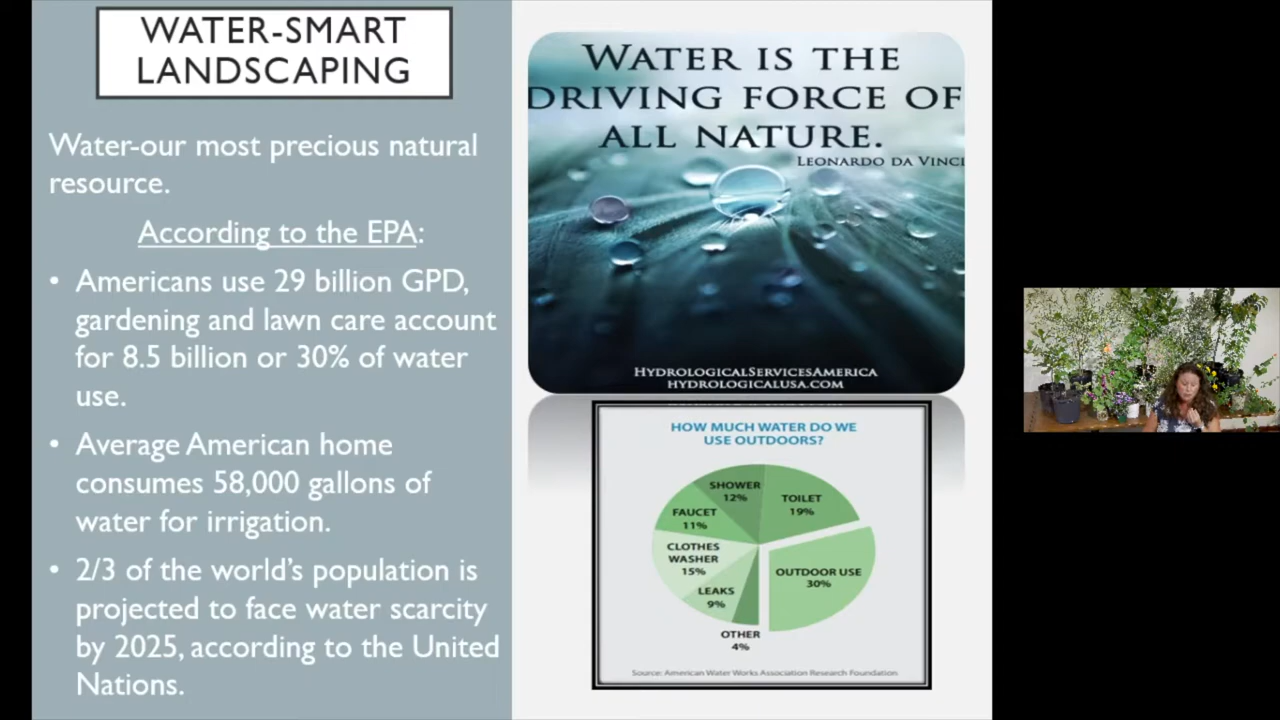 WATER-SMART
LANDSCAPING
Water-our most precious natural
resource.
According to the EPA:
• Americans use 29 billion GPD,
gardening and lawn care account
for 8.5 billion or 30% of water
use.
• Average American home
consumes 58,000 gallons of
water for irrigation.
• 2/3 of the world's population is
projected to face water scarcity
by 2025, according to the United
Nations.
WATER IS THE
DRIVING FORCE OF
ALL NATURE.
LEONARDO DA VINCI
HYDROLOGICALSERVICESAMERICA
HYDROLOGICALUSA.COM
HOW MUCH WATER DO WE
USE OUTDOORS?
SHOWER
12%
TOILET
19%
FAUCET
11%
CLOTHES
WASHER
15%
OUTDOOR USE
30%
LEAKS
9%
OTHER
4%
Source: American Water Works Association Research Foundation